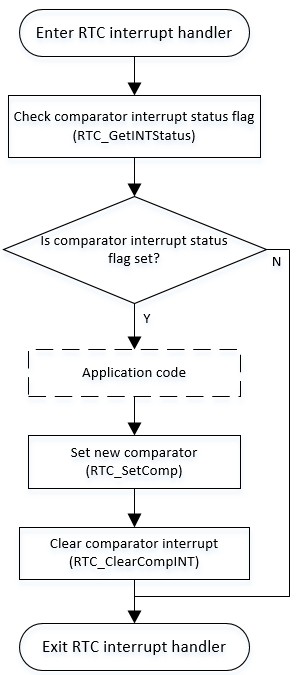 Enter RTC interrupt handler
Check comparator interrupt status flag
(RTC_GetINTStatus)
Is comparator interrupt status
flag set?
N
Y
Application code
Set new comparator
(RTC_SetComp)
Clear comparator interrupt
(RTC_ClearCompINT)
Exit RTC interrupt handler